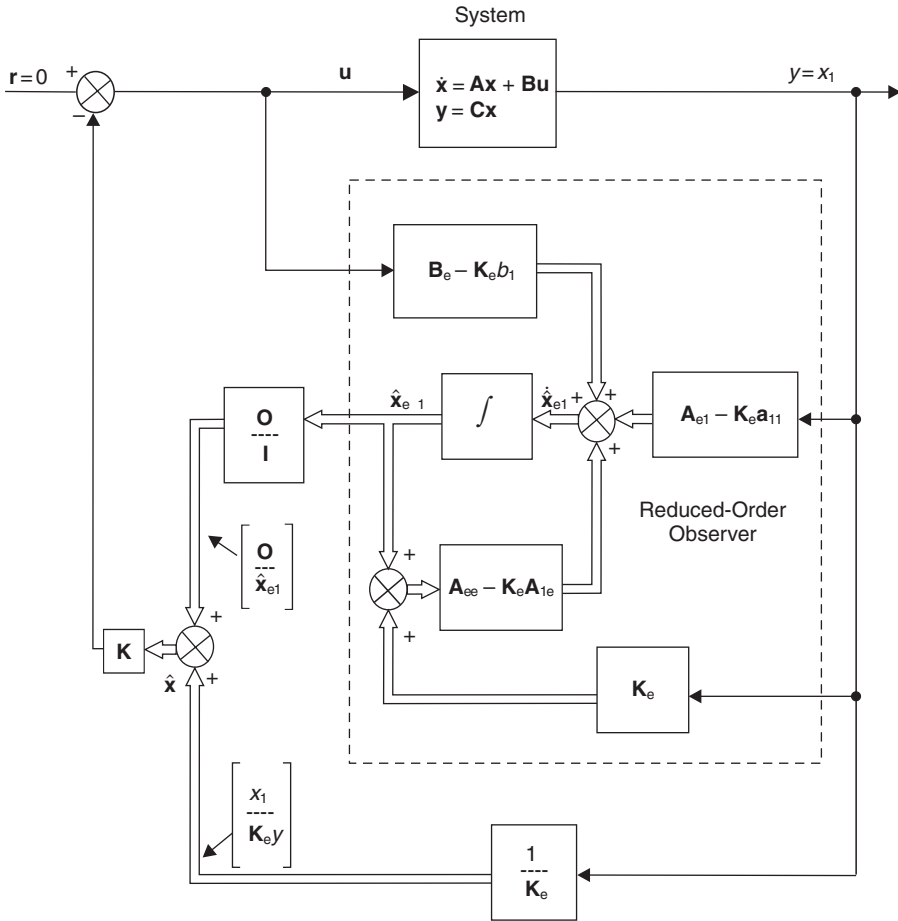 System
r = 0
+
−
u
ẋ = Ax + Bu
y = Cx
y = x₁
Bₑ − Kₑb₁
x̂ₑ ₁
∫
x̂̇ₑ₁
+
+
Aₑ₁ − Kₑa₁₁
+
O
----
I
Reduced-Order
Observer
O
----
x̂ₑ₁
+
Aₑₑ − KₑA₁ₑ
+
+
K
x̂
+
Kₑ
x₁
----
Kₑy
1
----
Kₑ